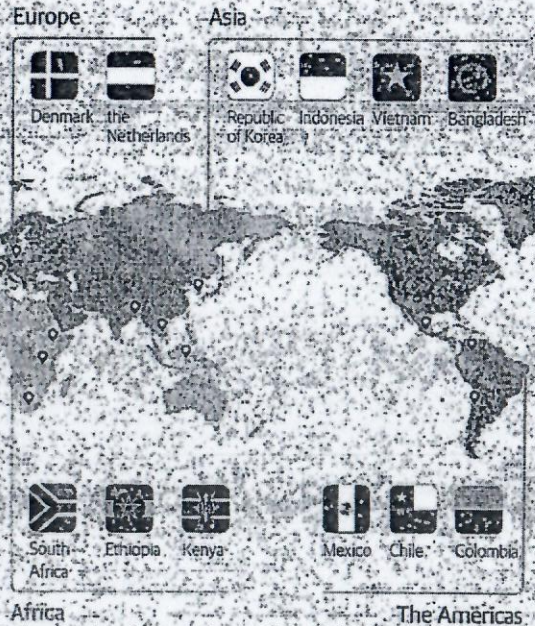 Europe
Asia
Denmark
the
Netherlands
Republic
of Korea
Indonesia
Vietnam
Bangladesh
South
Africa
Ethiopia
Kenya
Mexico
Chile
Colombia
Africa
The Americas